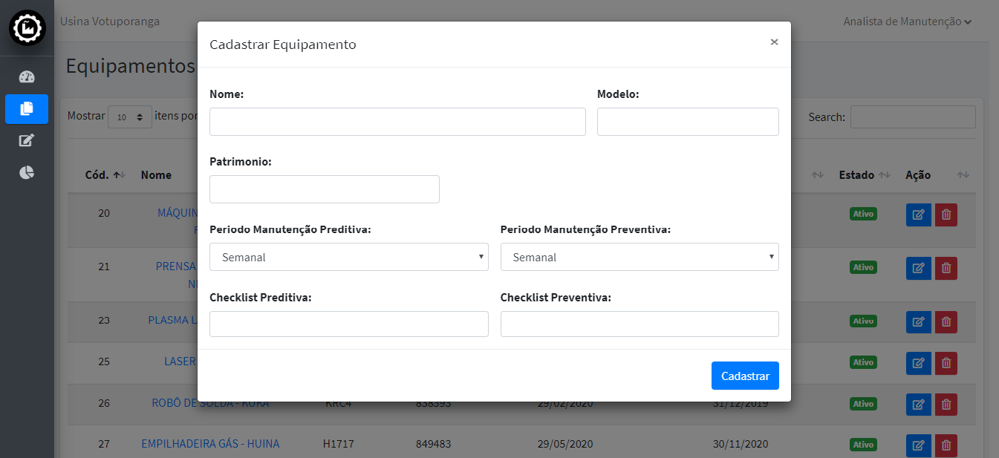 Usina Votuporanga
Analista de Manutenção
Cadastrar Equipamento
×
Equipamentos
Nome:
Modelo:
Mostrar 10 itens por
Search:
Patrimonio:
Cód. Nome
Estado Ação
20 MÁQUIN Ativo
Periodo Manutenção Preditiva:
Periodo Manutenção Preventiva:
Semanal
Semanal
21 PRENSA Ativo
Checklist Preditiva:
Checklist Preventiva:
23 PLASMA Ativo
25 LASER Ativo
Cadastrar
26 ROBÔ DE SOLDA - KUKA KRC4 838393 29/02/2020 31/12/2019 Ativo
27 EMPILHADEIRA GÁS - HUINA H1717 849483 29/05/2020 30/11/2020 Ativo